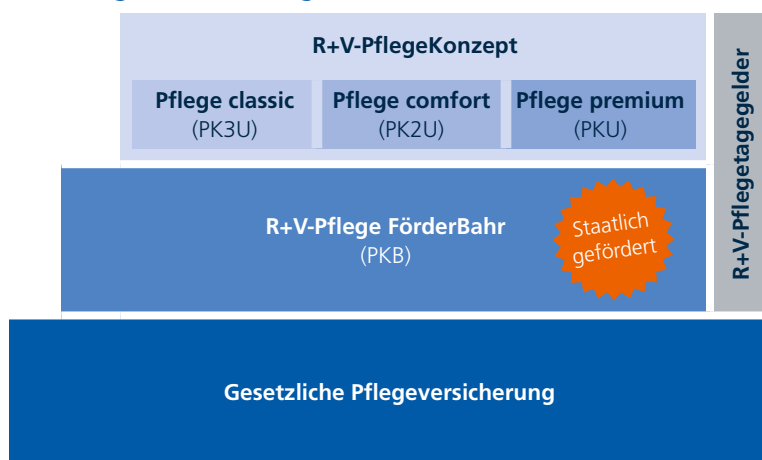 R+V-PflegeKonzept
Pflege classic
(PK3U)
Pflege comfort
(PK2U)
Pflege premium
(PKU)
R+V-Pflegetagegelder
R+V-Pflege FörderBahr
(PKB)
Staatlich
gefördert
Gesetzliche Pflegeversicherung